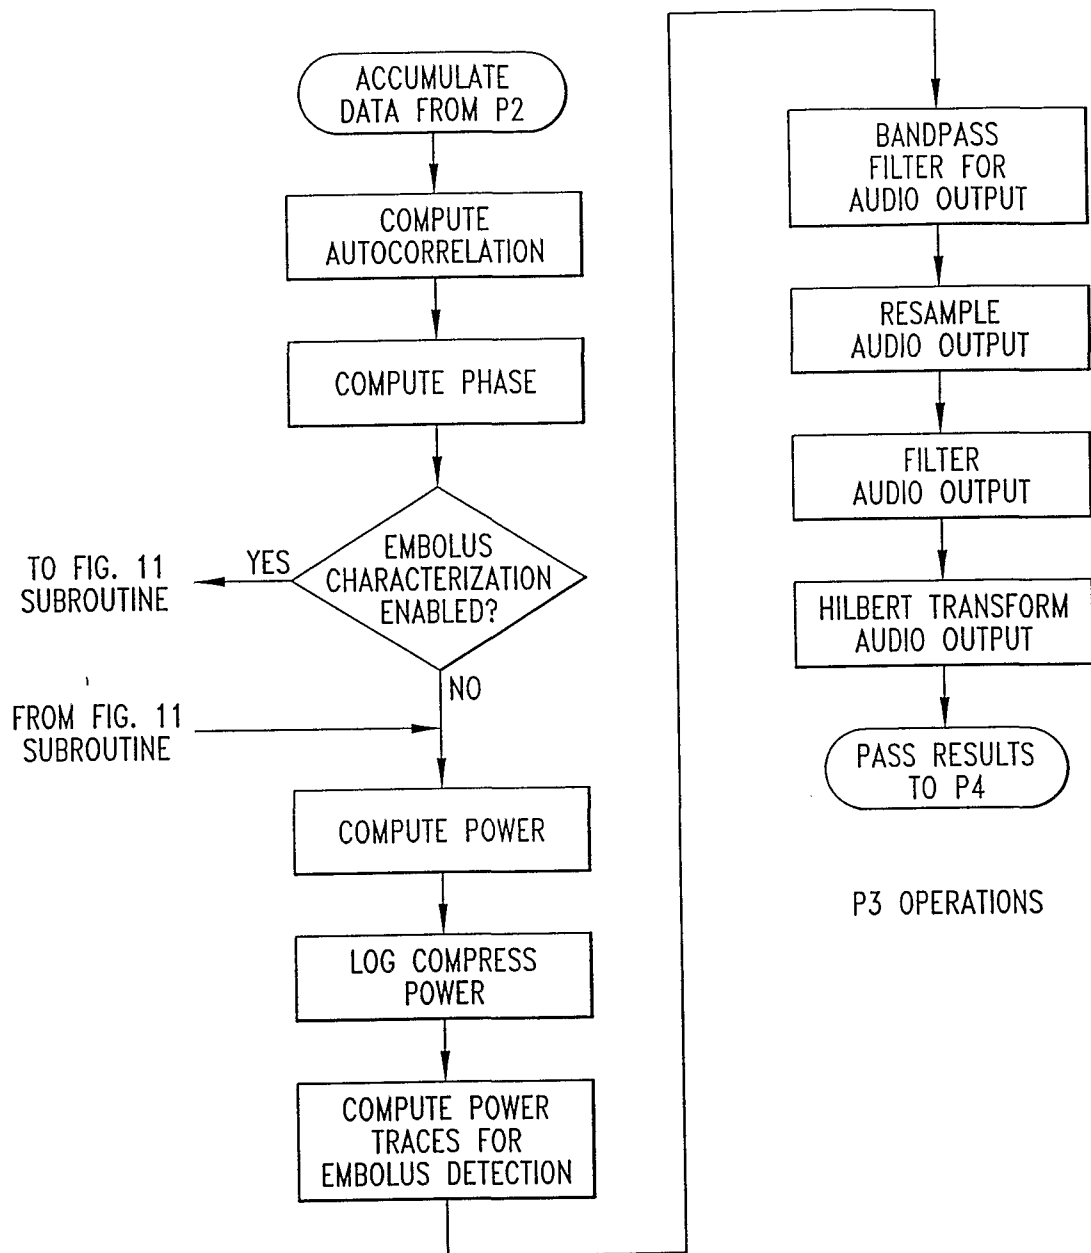 ACCUMULATE
DATA FROM P2
COMPUTE
AUTOCORRELATION
COMPUTE PHASE
EMBOLUS
CHARACTERIZATION
ENABLED?
YES
TO FIG. 11
SUBROUTINE
NO
FROM FIG. 11
SUBROUTINE
COMPUTE POWER
LOG COMPRESS
POWER
COMPUTE POWER
TRACES FOR
EMBOLUS DETECTION
BANDPASS
FILTER FOR
AUDIO OUTPUT
RESAMPLE
AUDIO OUTPUT
FILTER
AUDIO OUTPUT
HILBERT TRANSFORM
AUDIO OUTPUT
PASS RESULTS
TO P4
P3 OPERATIONS